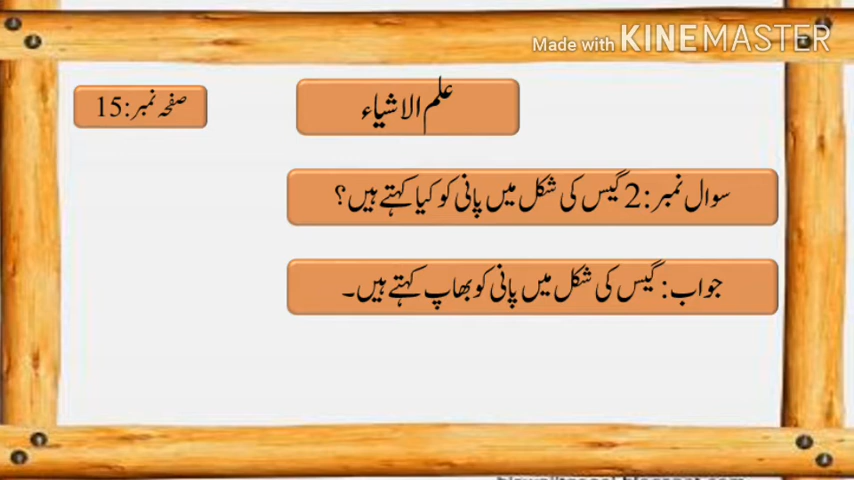 Made with KINEMASTER
علم الاشیاء
صفحہ نمبر:15
سوال نمبر:2 گیس کی شکل میں پانی کو کیا کہتے ہیں؟
جواب: گیس کی شکل میں پانی کو بھاپ کہتے ہیں۔